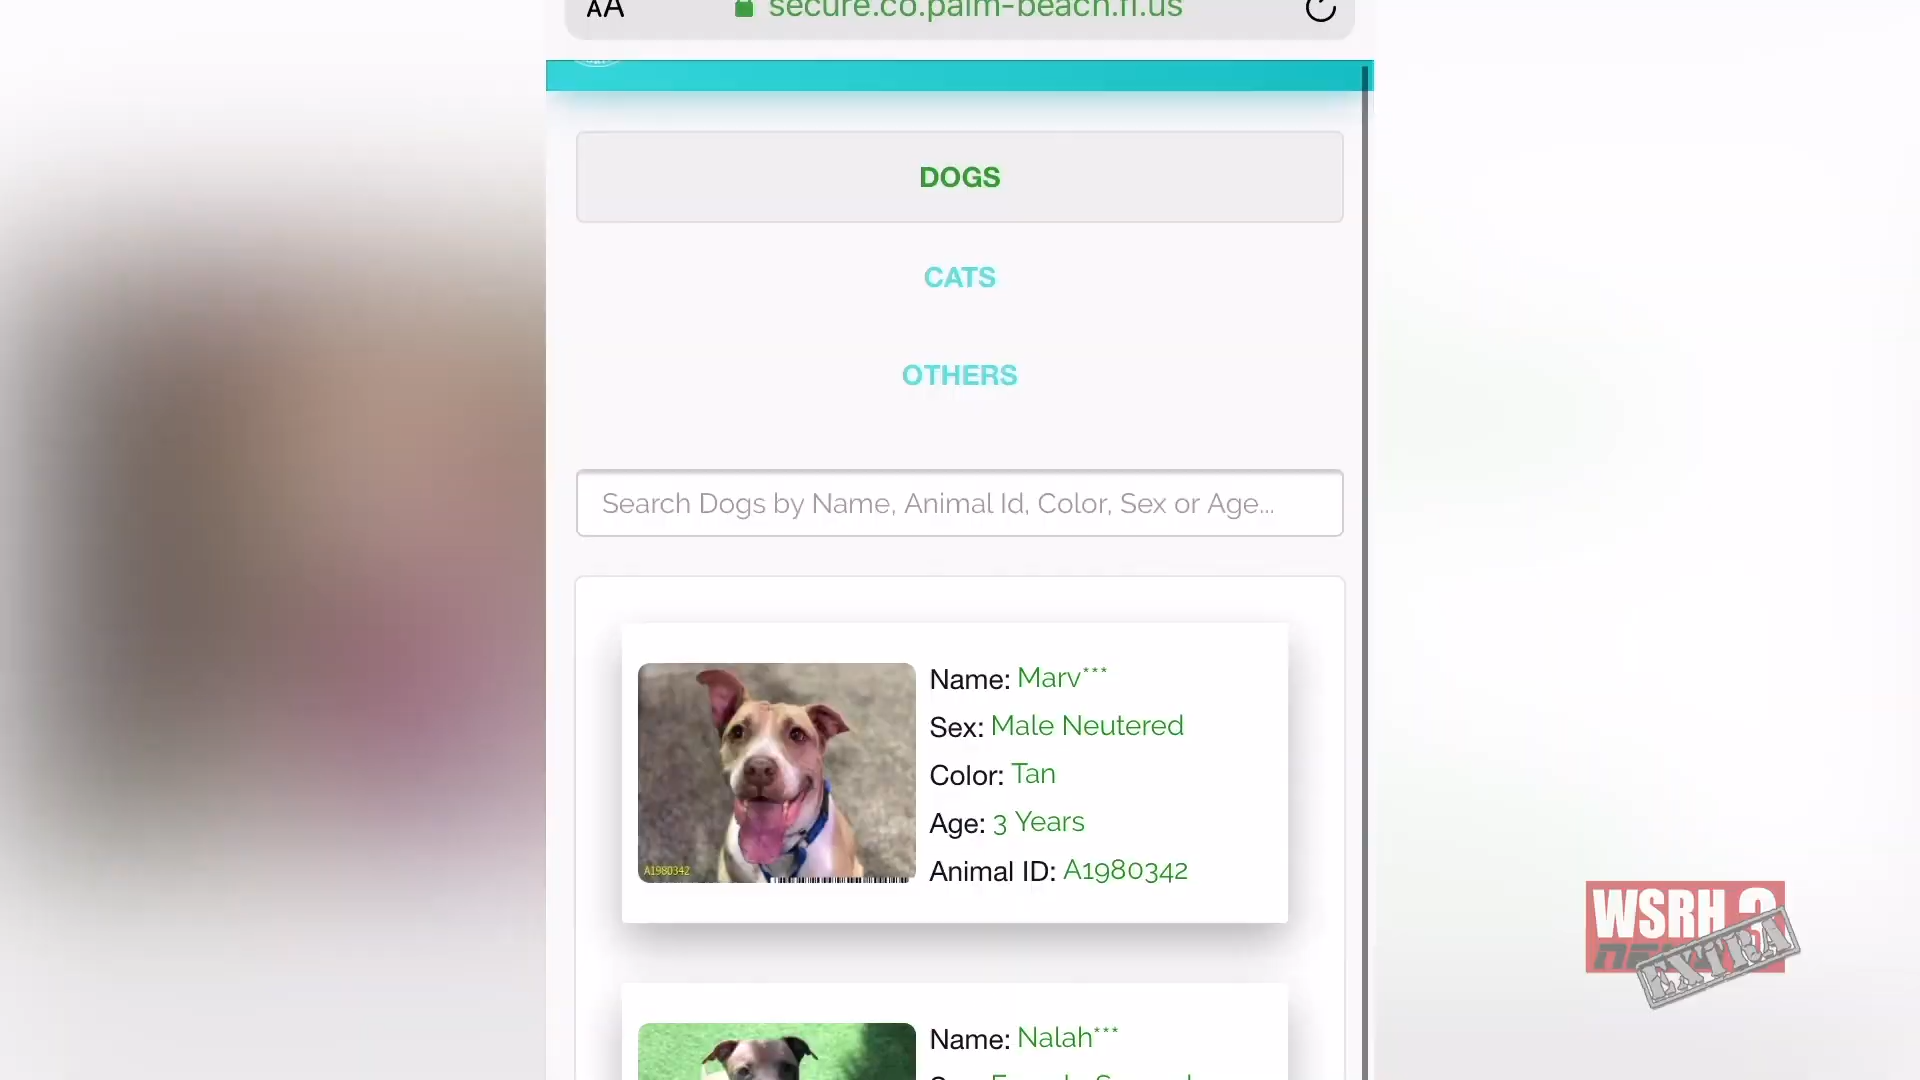 AA secure.co.palm-beach.fl.us
DOGS
CATS
OTHERS
Search Dogs by Name, Animal Id, Color, Sex or Age...
Name: Marv***
Sex: Male Neutered
Color: Tan
Age: 3 Years
Animal ID: A1980342
A1980342
Name: Nalah***
WSRH 3
EXTRA